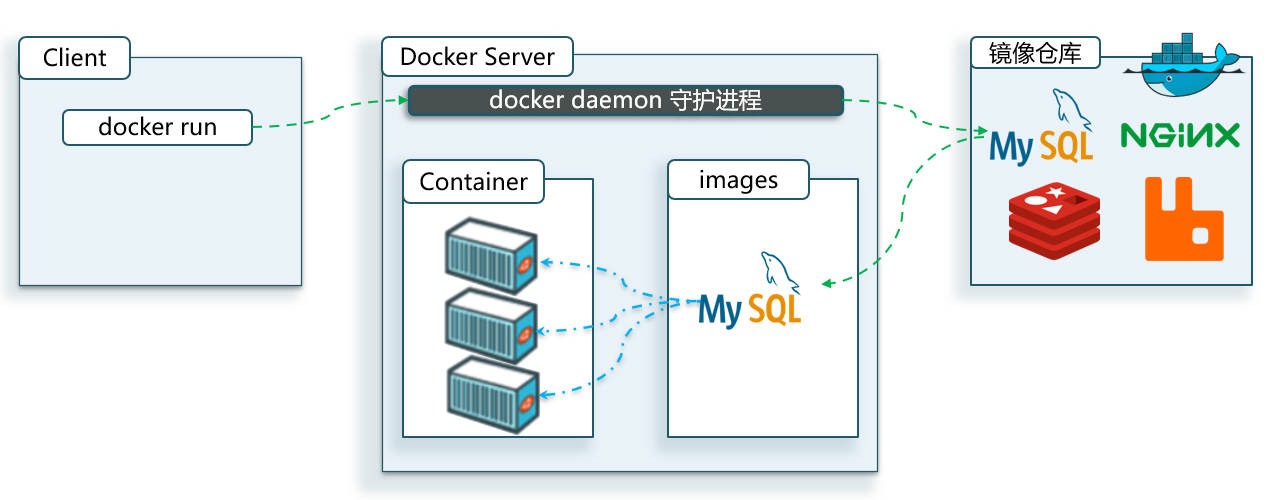 Client
docker run
Docker Server
docker daemon 守护进程
Container
images
MySQL
镜像仓库
MySQL
NGINX